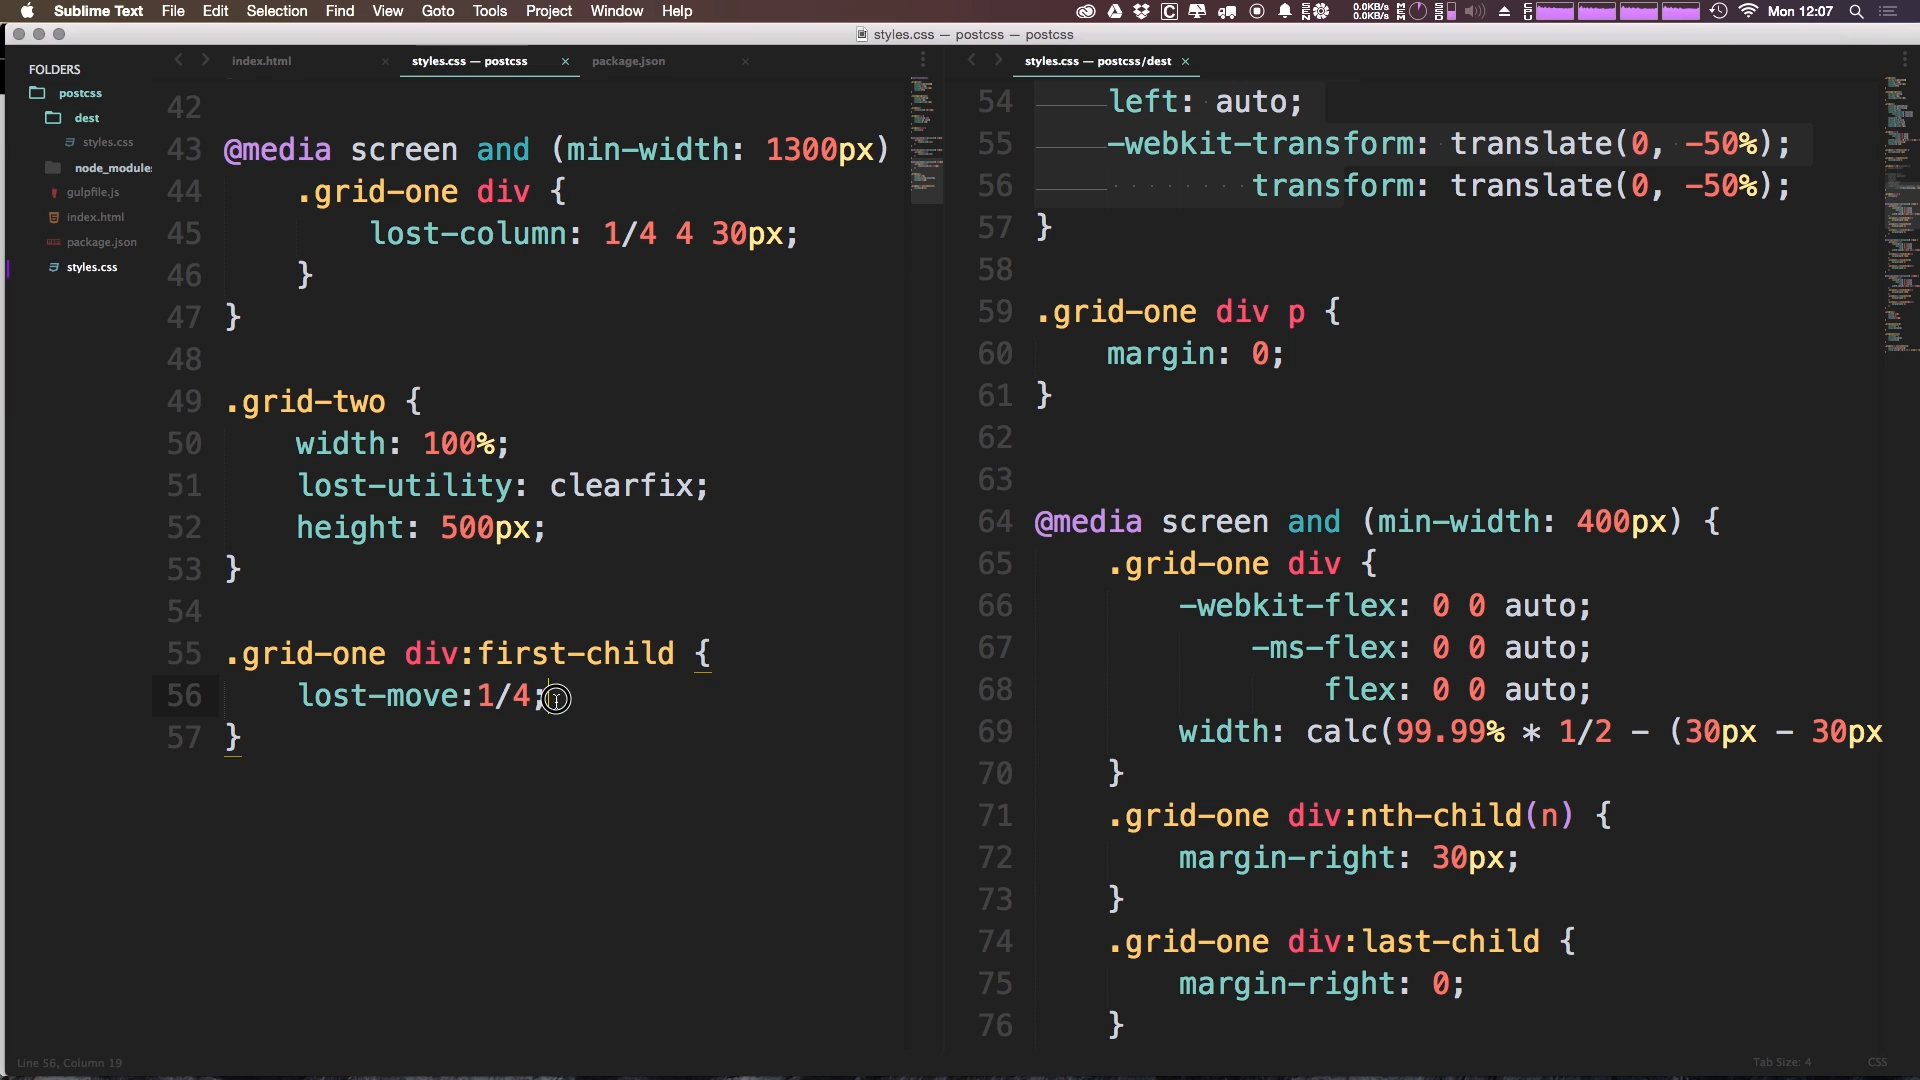 Sublime Text File Edit Selection Find View Goto Tools Project Window Help
0.0KB/s
0.0KB/s
Mon 12:07
styles.css — postcss — postcss
FOLDERS
postcss
dest
styles.css
node_modules
gulpfile.js
index.html
package.json
styles.css
index.html
styles.css — postcss
package.json
42
43 @media screen and (min-width: 1300px)
44 .grid-one div {
45 lost-column: 1/4 4 30px;
46 }
47 }
48
49 .grid-two {
50 width: 100%;
51 lost-utility: clearfix;
52 height: 500px;
53 }
54
55 .grid-one div:first-child {
56 lost-move:1/4;
57 }
styles.css — postcss/dest
54 left: auto;
55 -webkit-transform: translate(0, -50%);
56 transform: translate(0, -50%);
57 }
58
59 .grid-one div p {
60 margin: 0;
61 }
62
63
64 @media screen and (min-width: 400px) {
65 .grid-one div {
66 -webkit-flex: 0 0 auto;
67 -ms-flex: 0 0 auto;
68 flex: 0 0 auto;
69 width: calc(99.99% * 1/2 - (30px - 30px
70 }
71 .grid-one div:nth-child(n) {
72 margin-right: 30px;
73 }
74 .grid-one div:last-child {
75 margin-right: 0;
76 }
Line 56, Column 19
Tab Size: 4
CSS